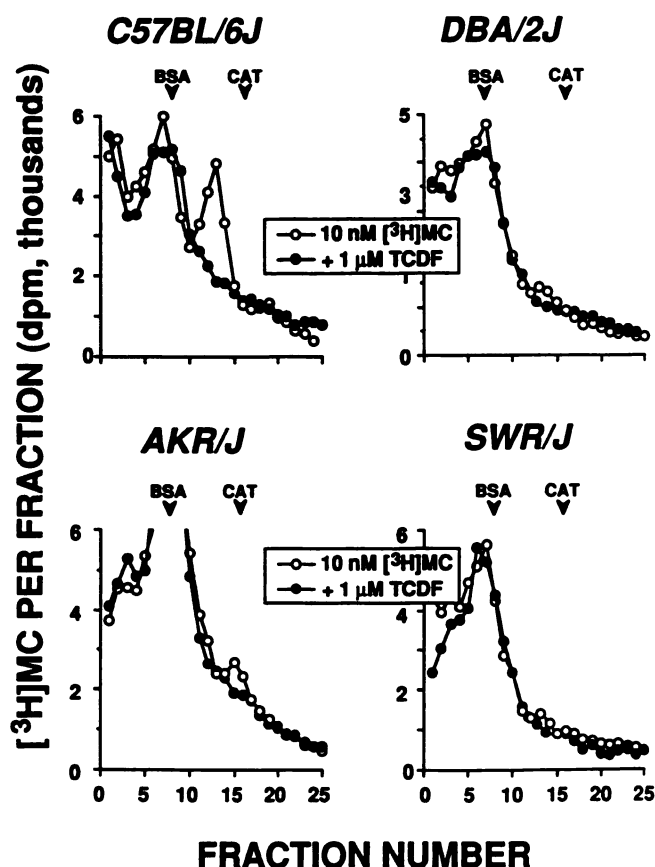 C57BL/6J
DBA/2J
BSA CAT
BSA CAT
[³H]MC PER FRACTION (dpm, thousands)
6
4
2
0
5
3
1
0
10 nM [³H]MC
+ 1 μM TCDF
AKR/J
SWR/J
BSA CAT
BSA CAT
6
4
2
0
6
4
2
0
10 nM [³H]MC
+ 1 μM TCDF
0 5 10 15 20 25
0 5 10 15 20 25
FRACTION NUMBER